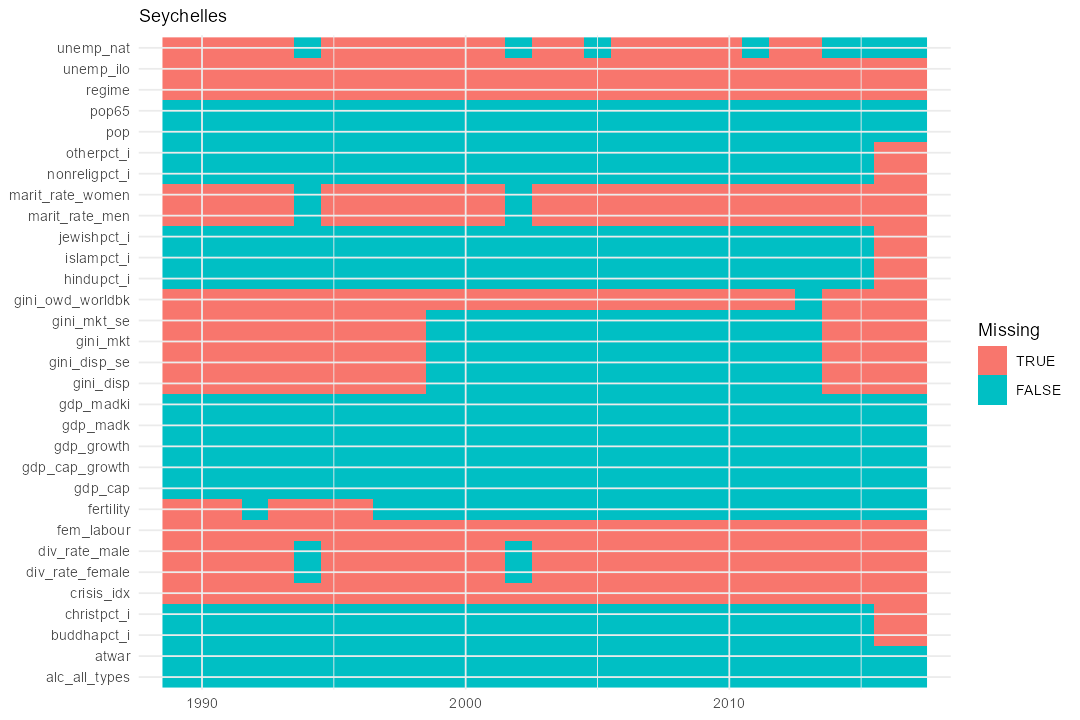 Seychelles
unemp_nat
unemp_ilo
regime
pop65
pop
otherpct_i
nonreligpct_i
marit_rate_women
marit_rate_men
jewishpct_i
islampct_i
hindupct_i
gini_owd_worldbk
gini_mkt_se
gini_mkt
gini_disp_se
gini_disp
gdp_madki
gdp_madk
gdp_growth
gdp_cap_growth
gdp_cap
fertility
fem_labour
div_rate_male
div_rate_female
crisis_idx
christpct_i
buddhapct_i
atwar
alc_all_types
1990 2000 2010
Missing
TRUE
FALSE